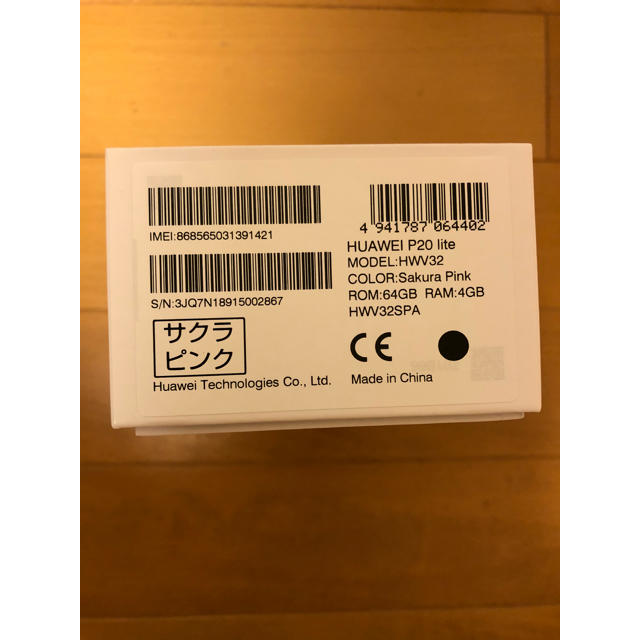 IMEI:868565031391421
S/N:3JQ7N18915002867
サクラ
ピンク
Huawei Technologies Co., Ltd.
4 941787 064402
HUAWEI P20 lite
MODEL:HWV32
COLOR:Sakura Pink
ROM:64GB RAM:4GB
HWV32SPA
CE
Made in China